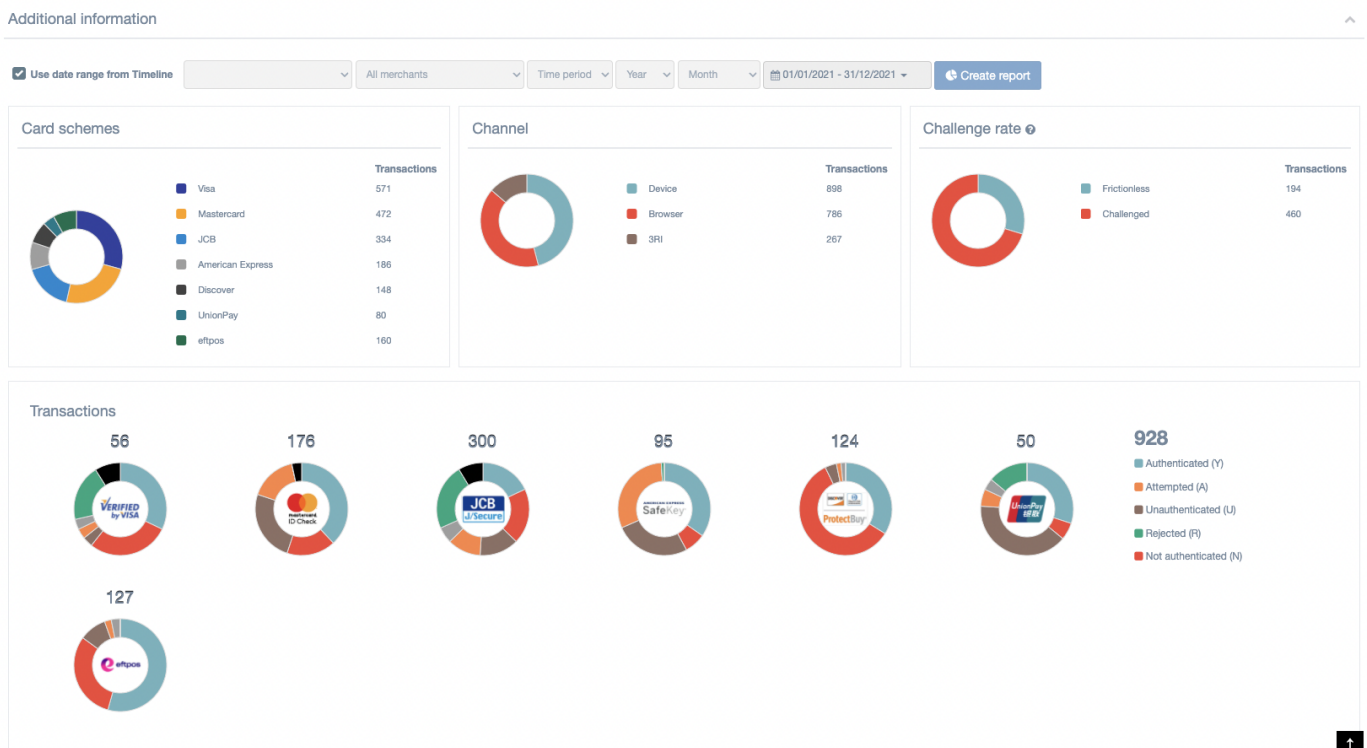 Additional information
Use date range from Timeline
All merchants
Time period
Year
Month
01/01/2021 - 31/12/2021
Create report
Card schemes
Transactions
Visa 571
Mastercard 472
JCB 334
American Express 186
Discover 148
UnionPay 80
eftpos 160
Channel
Transactions
Device 898
Browser 786
3RI 267
Challenge rate
Transactions
Frictionless 194
Challenged 460
Transactions
56
VERIFIED
by VISA
176
mastercard
ID Check
300
JCB
J/Secure
95
AMERICAN EXPRESS
SafeKey
124
ProtectBuy
50
UnionPay
银联
928
Authenticated (Y)
Attempted (A)
Unauthenticated (U)
Rejected (R)
Not authenticated (N)
127
eftpos